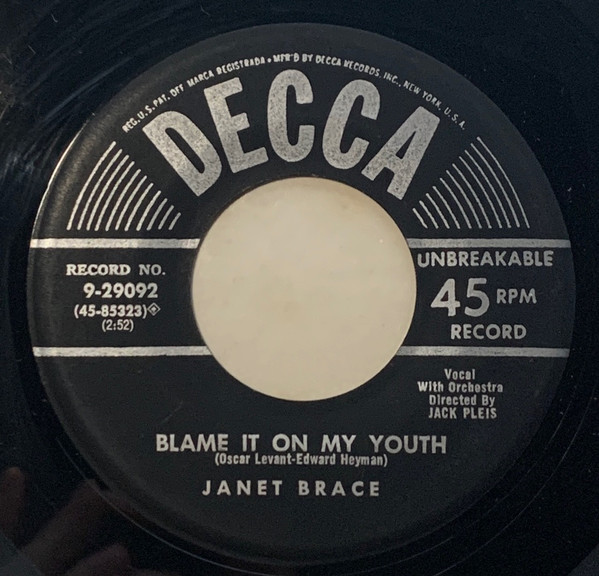 REG. U.S. PAT. OFF. MARCA REGISTRADA • MFR'D BY DECCA RECORDS, INC., NEW YORK, U.S.A.
DECCA
RECORD NO.
9-29092
(45-85323)
(2:52)
UNBREAKABLE
45 RPM
RECORD
Vocal
With Orchestra
Directed By
JACK PLEIS
BLAME IT ON MY YOUTH
(Oscar Levant-Edward Heyman)
JANET BRACE